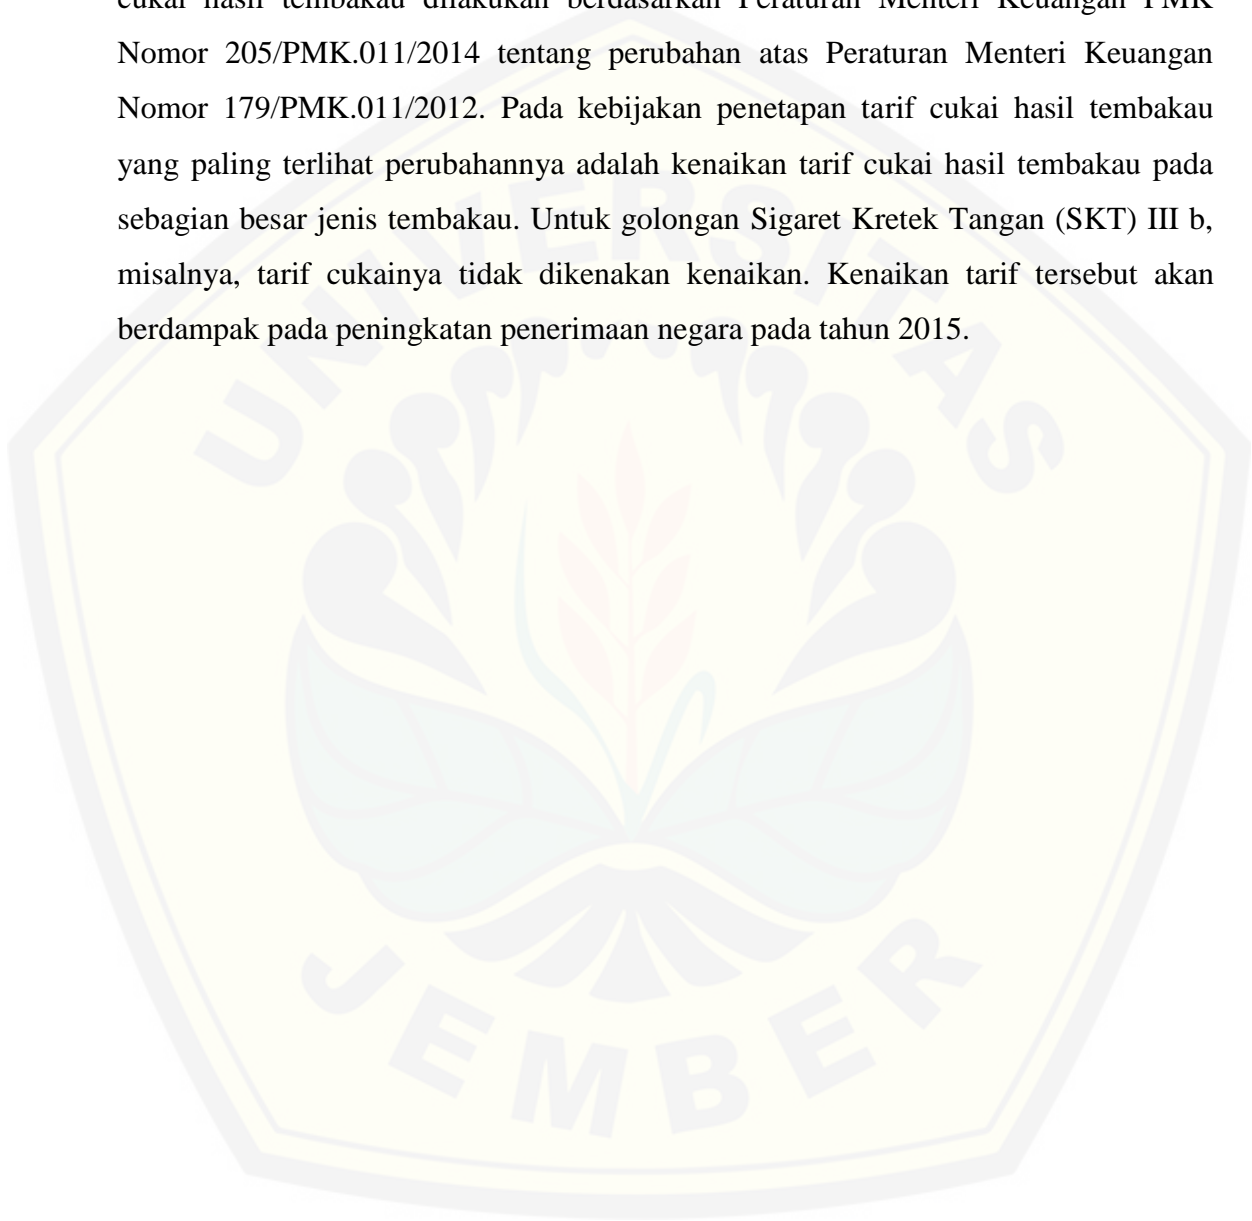 cukai hasil tembakau dilakukan berdasarkan Peraturan Menteri Keuangan PMK
Nomor 205/PMK.011/2014 tentang perubahan atas Peraturan Menteri Keuangan
Nomor 179/PMK.011/2012. Pada kebijakan penetapan tarif cukai hasil tembakau
yang paling terlihat perubahannya adalah kenaikan tarif cukai hasil tembakau pada
sebagian besar jenis tembakau. Untuk golongan Sigaret Kretek Tangan (SKT) III b,
misalnya, tarif cukainya tidak dikenakan kenaikan. Kenaikan tarif tersebut akan
berdampak pada peningkatan penerimaan negara pada tahun 2015.
UNIVERSITAS
JEMBER